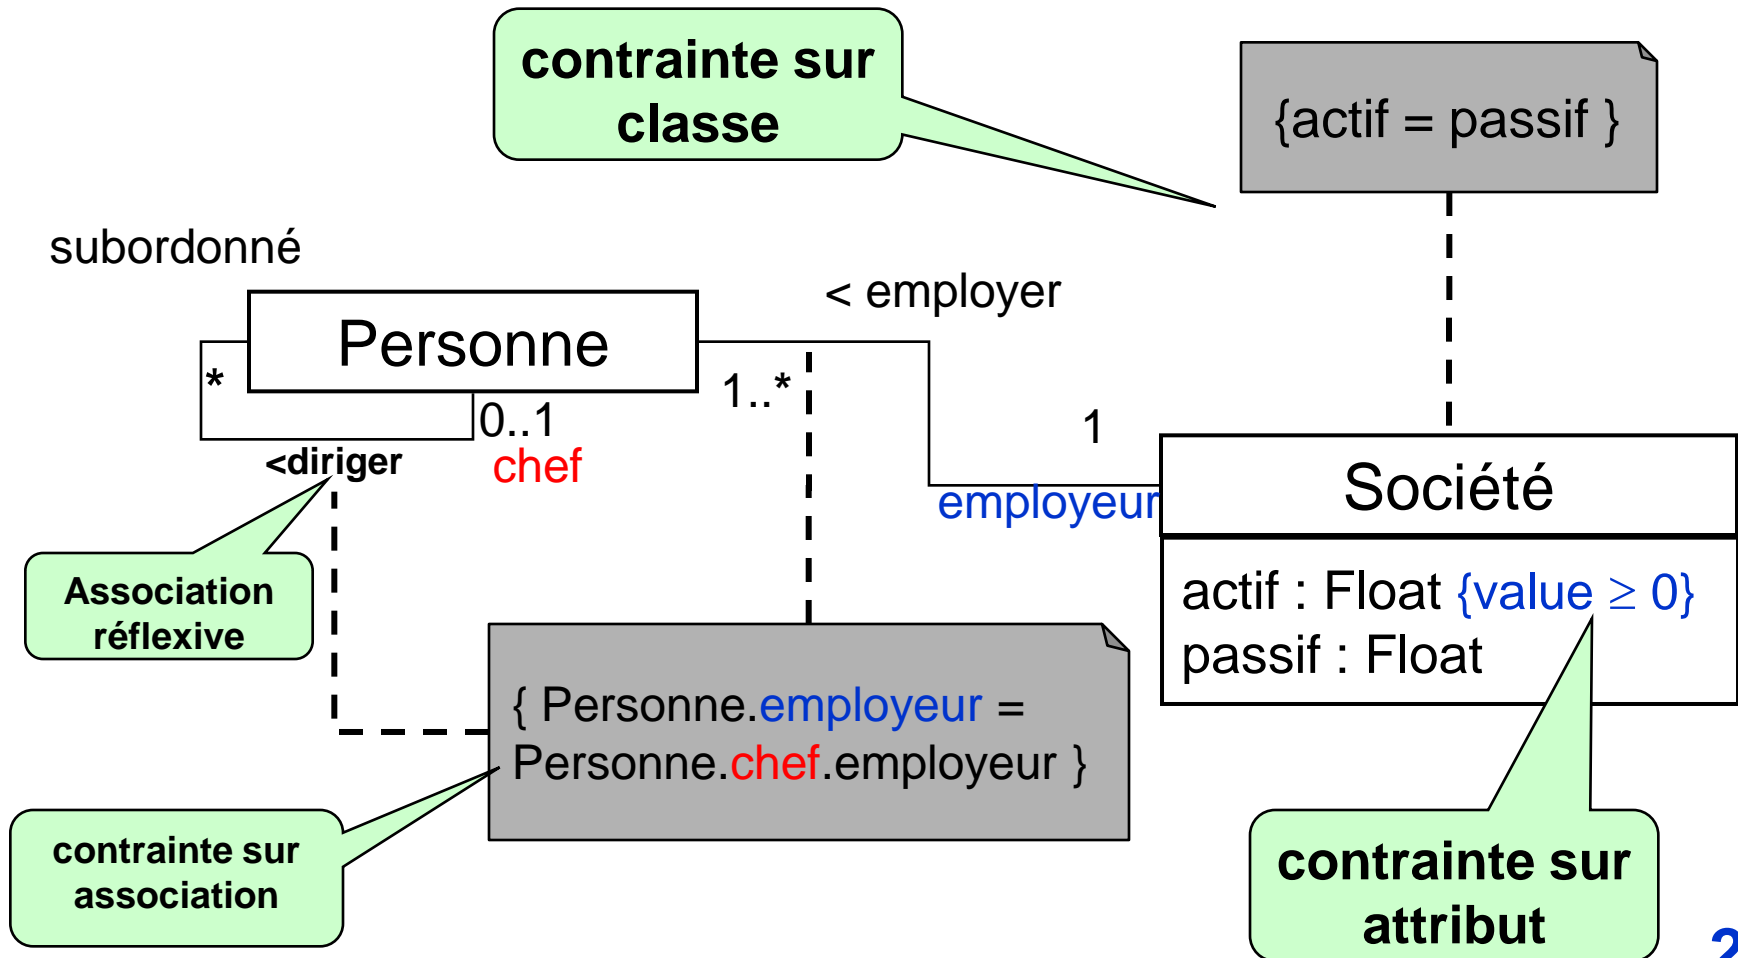 contrainte sur
classe
{actif = passif }
subordonné
< employer
Personne
*
1..*
0..1
chef
<diriger
1
employeur
Société
actif : Float {value ≥ 0}
passif : Float
Association
réflexive
{ Personne.employeur =
Personne.chef.employeur }
contrainte sur
association
contrainte sur
attribut
2